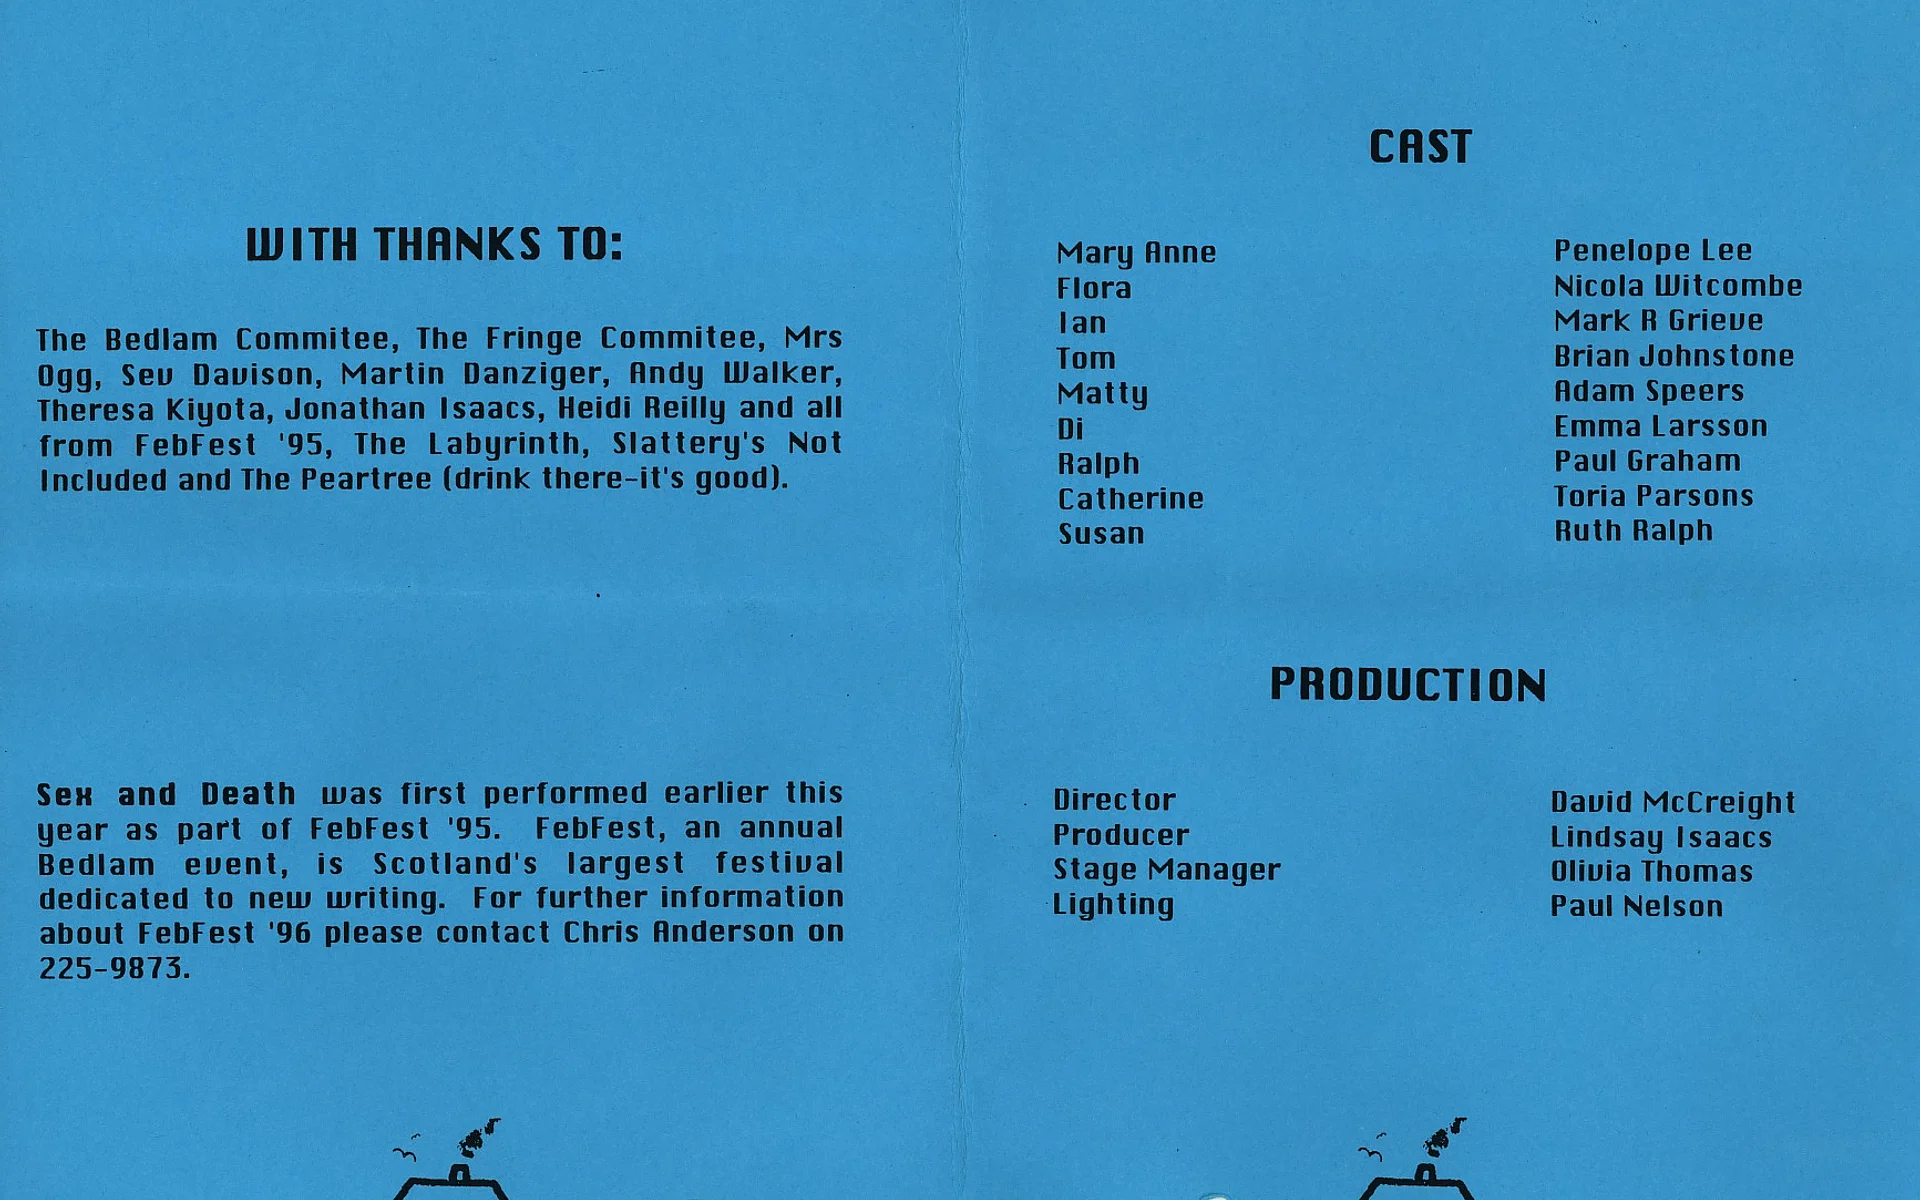 WITH THANKS TO:
The Bedlam Commitee, The Fringe Commitee, Mrs
Ogg, Sev Davison, Martin Danziger, Andy Walker,
Theresa Kiyota, Jonathan Isaacs, Heidi Reilly and all
from FebFest '95, The Labyrinth, Slattery's Not
Included and The Peartree (drink there-it's good).
Sex and Death was first performed earlier this
year as part of FebFest '95. FebFest, an annual
Bedlam event, is Scotland's largest festival
dedicated to new writing. For further information
about FebFest '96 please contact Chris Anderson on
225-9873.
CAST
Mary Anne Penelope Lee
Flora Nicola Witcombe
Ian Mark R Grieve
Tom Brian Johnstone
Matty Adam Speers
Di Emma Larsson
Ralph Paul Graham
Catherine Toria Parsons
Susan Ruth Ralph
PRODUCTION
Director David McCreight
Producer Lindsay Isaacs
Stage Manager Olivia Thomas
Lighting Paul Nelson